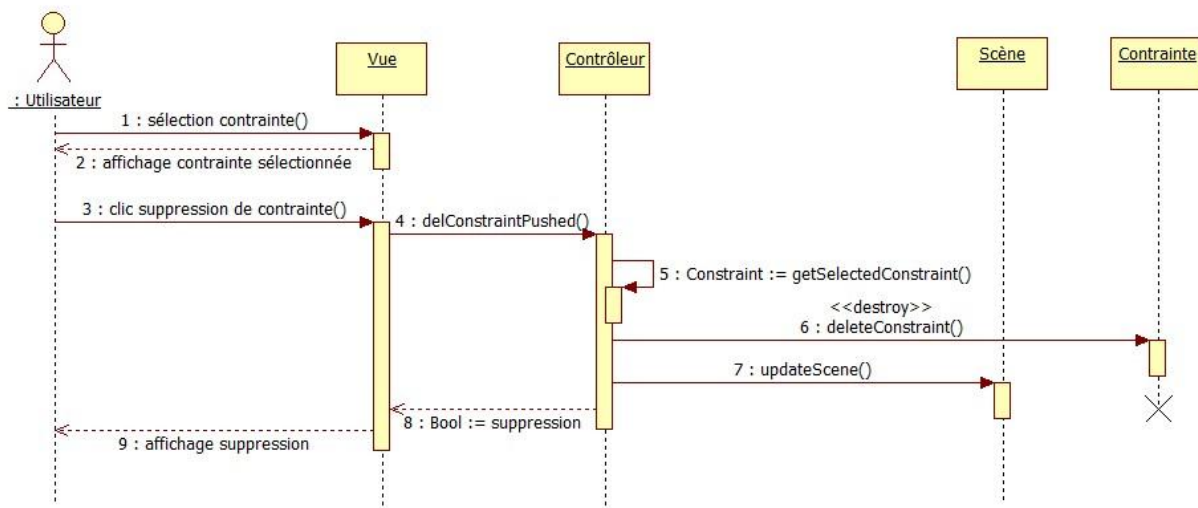 Vue
Contrôleur
Scène
Contrainte
: Utilisateur
1 : sélection contrainte()
2 : affichage contrainte sélectionnée
3 : clic suppression de contrainte()
4 : delConstraintPushed()
5 : Constraint := getSelectedConstraint()
<<destroy>>
6 : deleteConstraint()
7 : updateScene()
8 : Bool := suppression
9 : affichage suppression